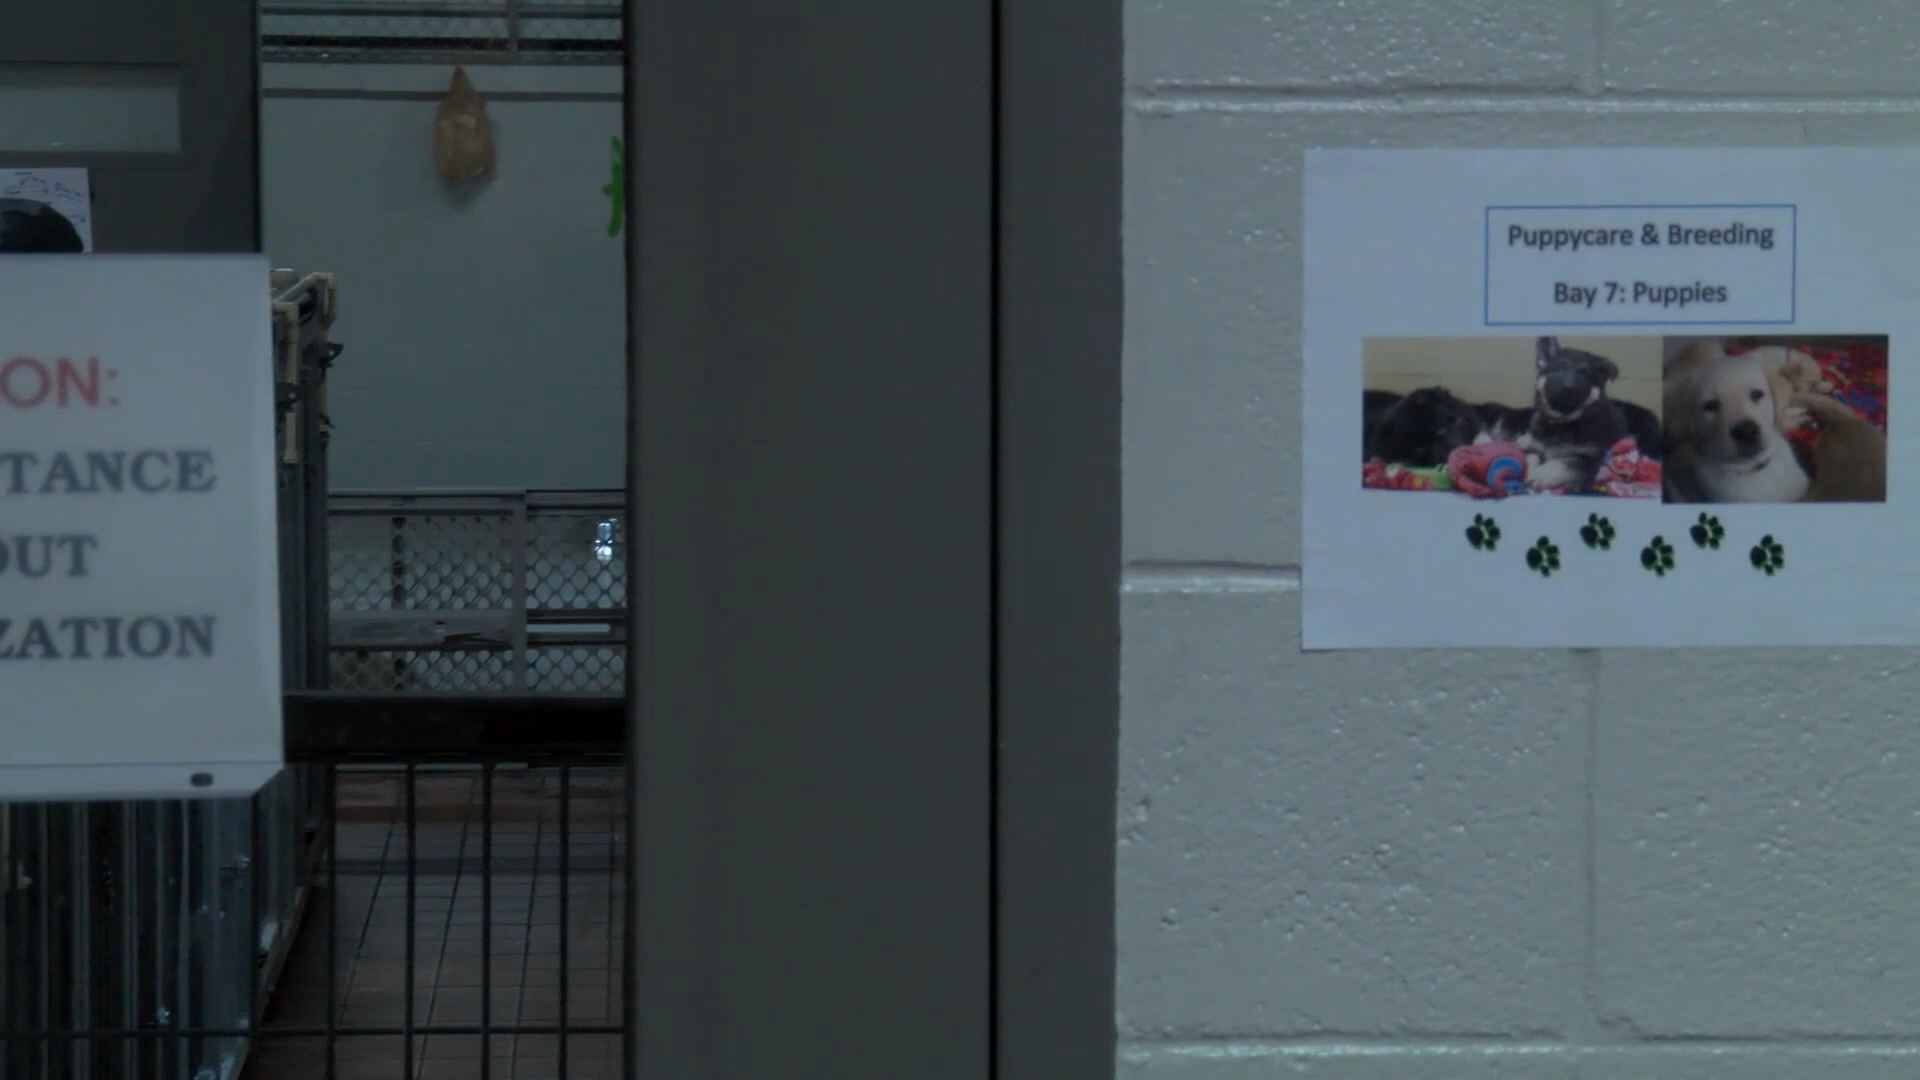 ON:
TANCE
OUT
ZATION
Puppycare & Breeding
Bay 7: Puppies